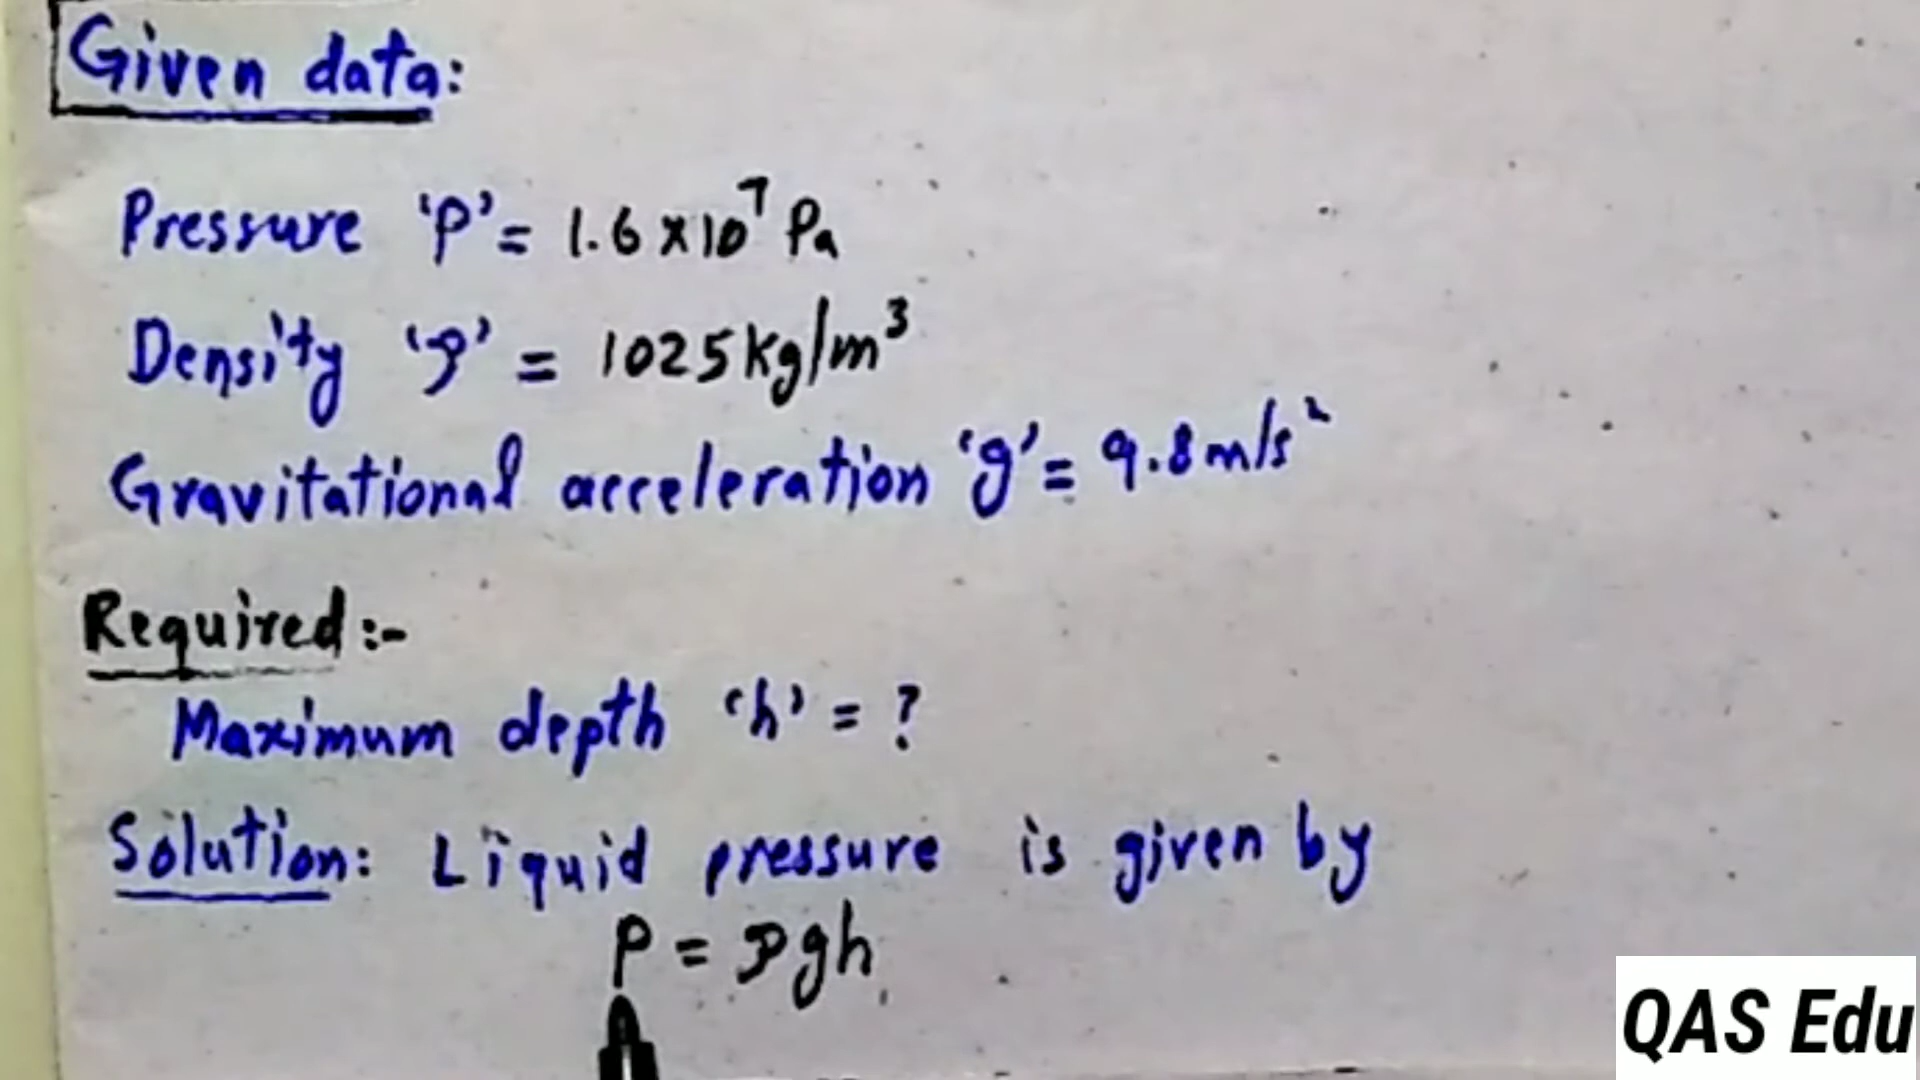 Given data:
Pressure 'P' = 1.6 × 10⁷ Pa
Density 'ρ' = 1025 kg/m³
Gravitational acceleration 'g' = 9.8 m/s²
Required:-
Maximum depth 'h' = ?
Solution: Liquid pressure is given by
P = ρgh
QAS Edu